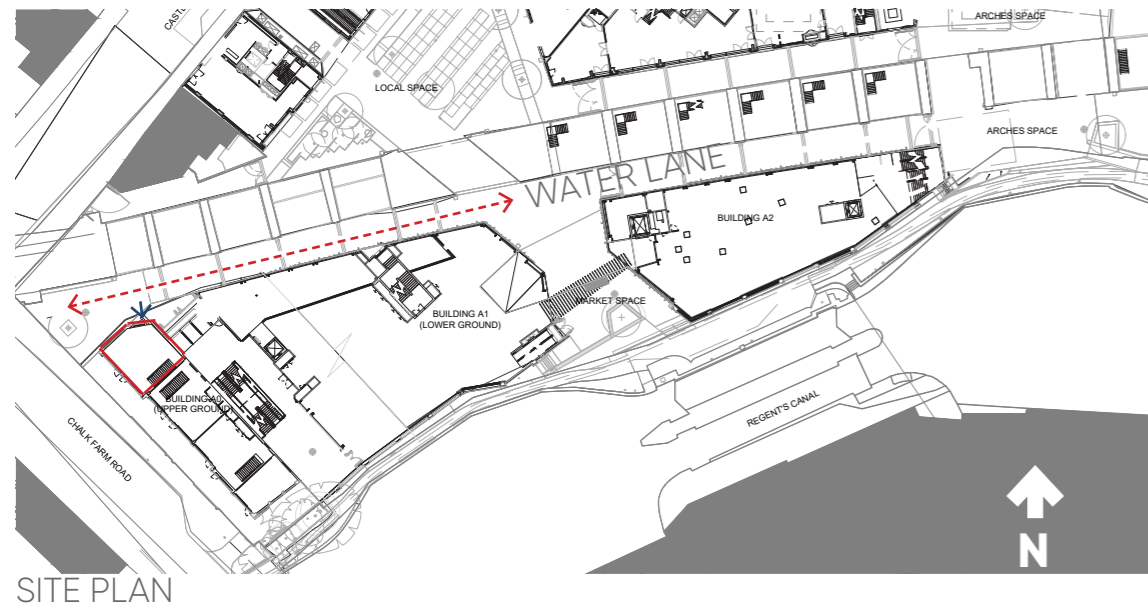 ARCHES SPACE
LOCAL SPACE
ARCHES SPACE
WATER LANE
BUILDING A2
MARKET SPACE
BUILDING A1
(LOWER GROUND)
BUILDING A0
(UPPER GROUND)
REGENT'S CANAL
CHALK FARM ROAD
N
SITE PLAN